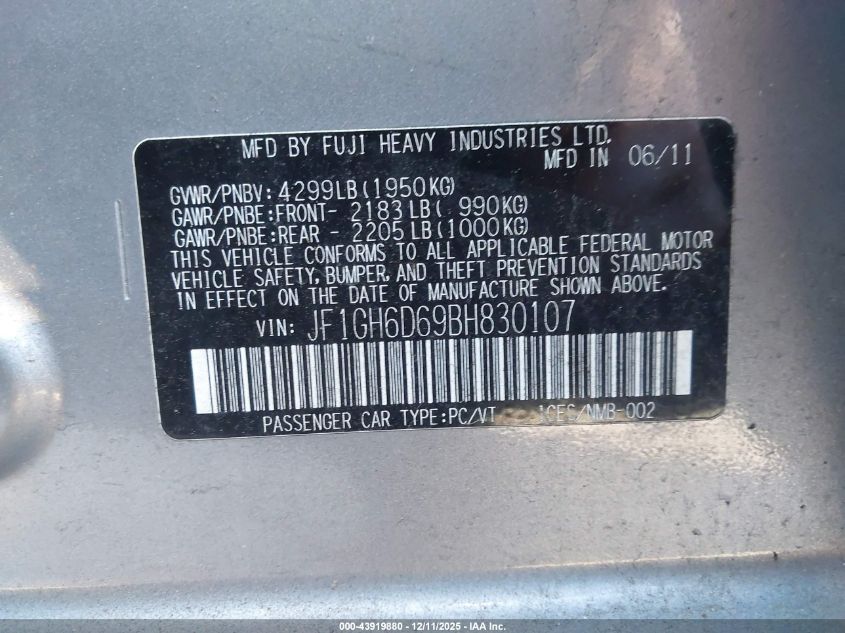 MFD BY FUJI HEAVY INDUSTRIES LTD.
MFD IN 06/11
GVWR/PNBV: 4299LB(1950KG)
GAWR/PNBE:FRONT- 2183LB( 990KG)
GAWR/PNBE:REAR - 2205LB(1000KG)
THIS VEHICLE CONFORMS TO ALL APPLICABLE FEDERAL MOTOR
VEHICLE SAFETY, BUMPER, AND THEFT PREVENTION STANDARDS
IN EFFECT ON THE DATE OF MANUFACTURE SHOWN ABOVE.
VIN: JF1GH6D69BH830107
PASSENGER CAR TYPE:PC/VT ICES/NMB-002
000-43919880 - 12/11/2025 - IAA Inc.